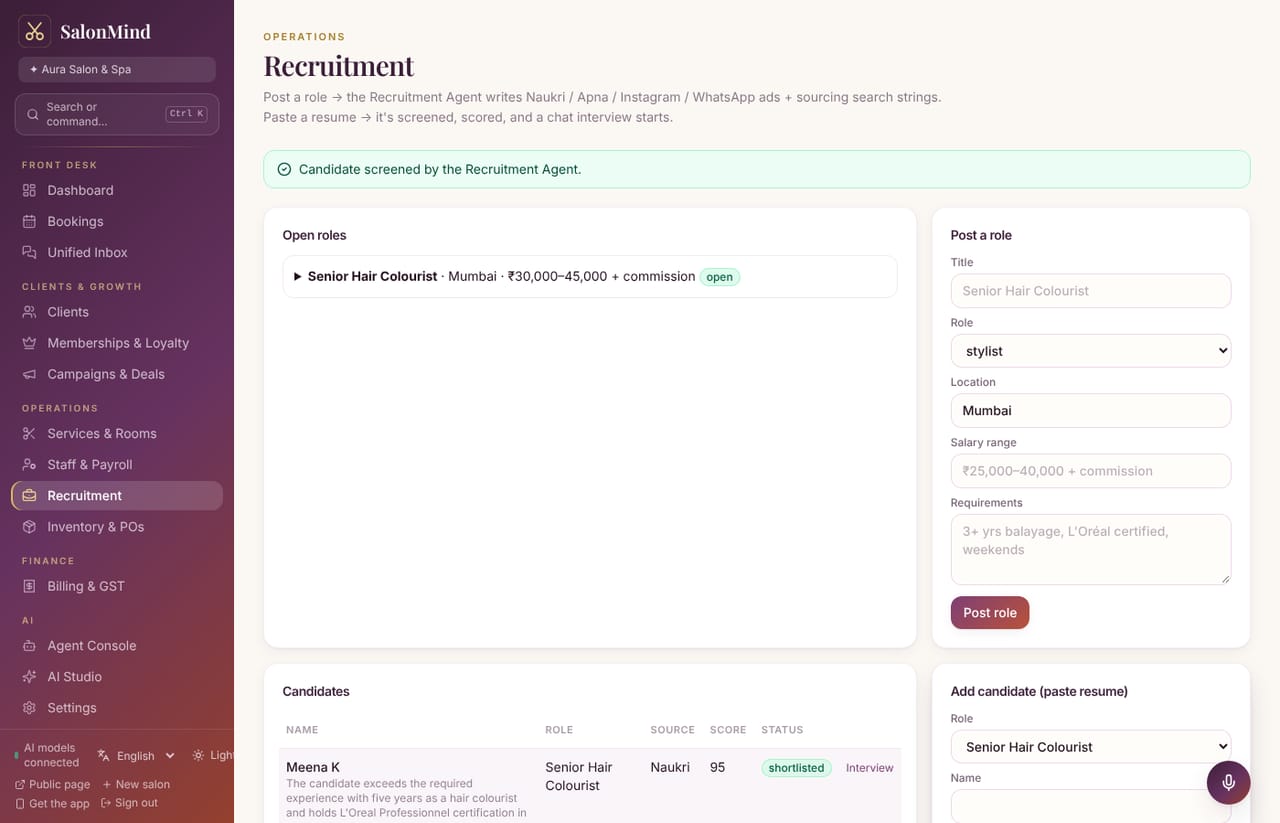 SalonMind
✦ Aura Salon & Spa
Search or
command...
Ctrl K
FRONT DESK
Dashboard
Bookings
Unified Inbox
CLIENTS & GROWTH
Clients
Memberships & Loyalty
Campaigns & Deals
OPERATIONS
Services & Rooms
Staff & Payroll
Recruitment
Inventory & POs
FINANCE
Billing & GST
AI
Agent Console
AI Studio
Settings
AI models
connected
English
Light
Public page
+ New salon
Get the app
Sign out
OPERATIONS
Recruitment
Post a role → the Recruitment Agent writes Naukri / Apna / Instagram / WhatsApp ads + sourcing search strings.
Paste a resume → it's screened, scored, and a chat interview starts.
Candidate screened by the Recruitment Agent.
Open roles
▶ Senior Hair Colourist · Mumbai · ₹30,000–45,000 + commission open
Post a role
Title
Senior Hair Colourist
Role
stylist
Location
Mumbai
Salary range
₹25,000–40,000 + commission
Requirements
3+ yrs balayage, L'Oréal certified,
weekends
Post role
Candidates
NAME ROLE SOURCE SCORE STATUS
Meena K
The candidate exceeds the required
experience with five years as a hair colourist
and holds L'Oreal Professionnel certification in
Senior Hair
Colourist
Naukri
95
shortlisted
Interview
Add candidate (paste resume)
Role
Senior Hair Colourist
Name